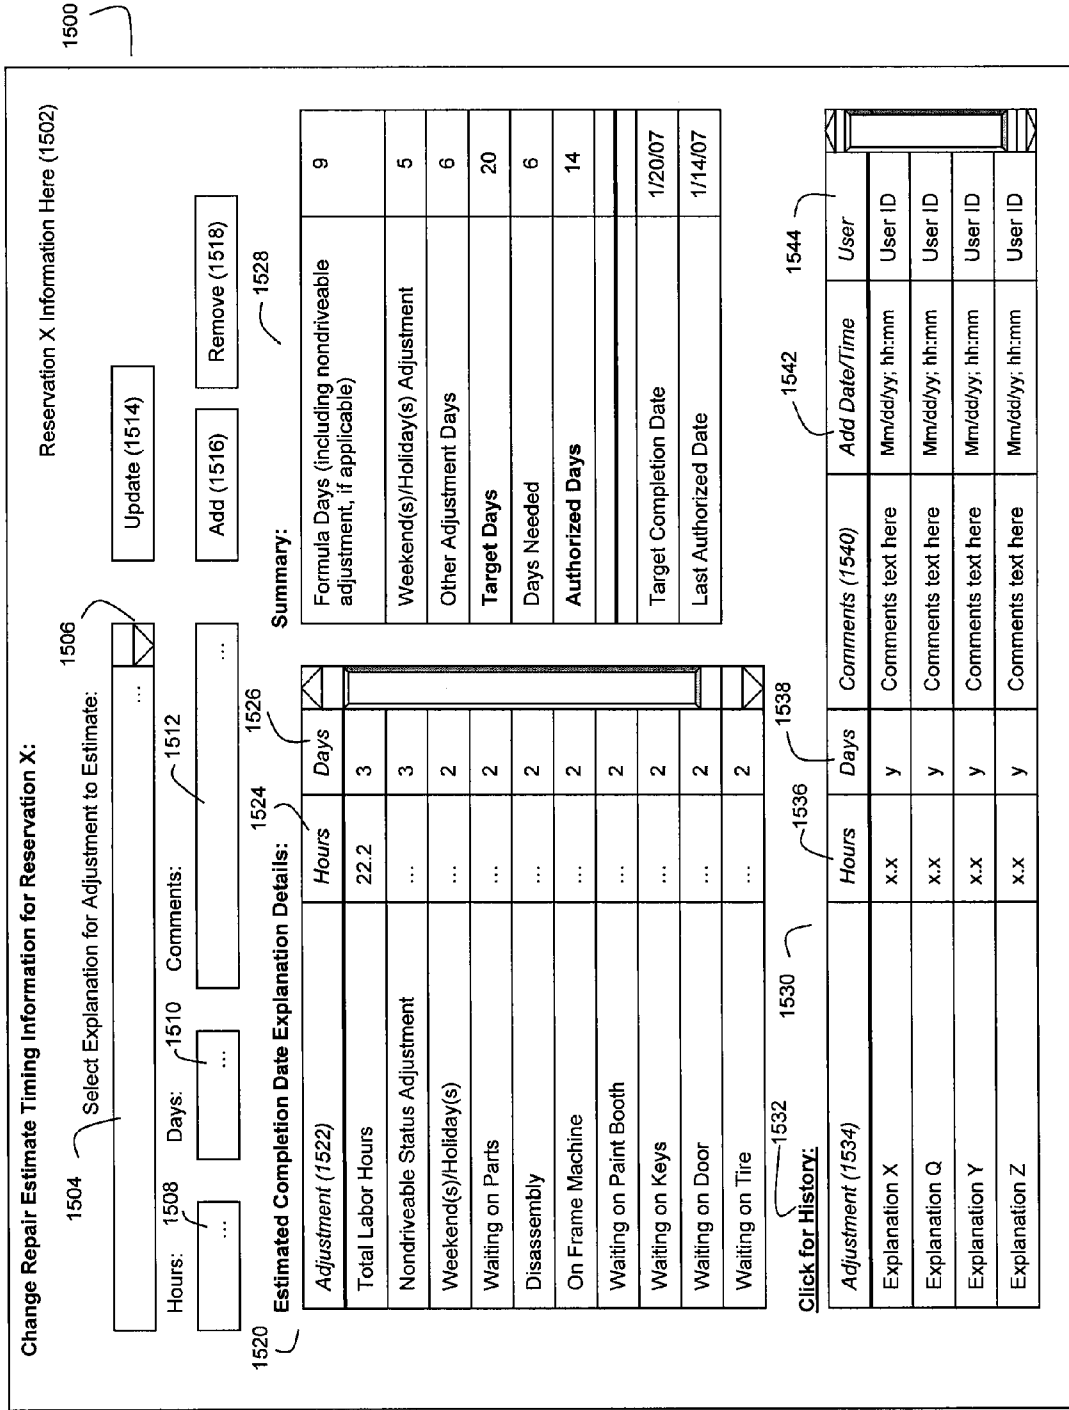 1500
Change Repair Estimate Timing Information for Reservation X:
Reservation X Information Here (1502)
1504
Select Explanation for Adjustment to Estimate:
1506
...
Update (1514)
Hours:
1508
Days:
1510
Comments:
1512
...
...
...
Add (1516)
Remove (1518)
1520
Estimated Completion Date Explanation Details:
1524
1526
Adjustment (1522) Hours Days
Total Labor Hours 22.2 3
Nondriveable Status Adjustment ... 3
Weekend(s)/Holiday(s) ... 2
Waiting on Parts ... 2
Disassembly ... 2
On Frame Machine ... 2
Waiting on Paint Booth ... 2
Waiting on Keys ... 2
Waiting on Door ... 2
Waiting on Tire ... 2
Summary:
1528
Formula Days (including nondriveable
adjustment, if applicable) 9
Weekend(s)/Holiday(s) Adjustment 5
Other Adjustment Days 6
Target Days 20
Days Needed 6
Authorized Days 14
Target Completion Date 1/20/07
Last Authorized Date 1/14/07
Click for History:
1532
1530
1536
1538
1542
1544
Adjustment (1534) Hours Days Comments (1540) Add Date/Time User
Explanation X x.x y Comments text here Mm/dd/yy; hh:mm User ID
Explanation Q x.x y Comments text here Mm/dd/yy; hh:mm User ID
Explanation Y x.x y Comments text here Mm/dd/yy; hh:mm User ID
Explanation Z x.x y Comments text here Mm/dd/yy; hh:mm User ID